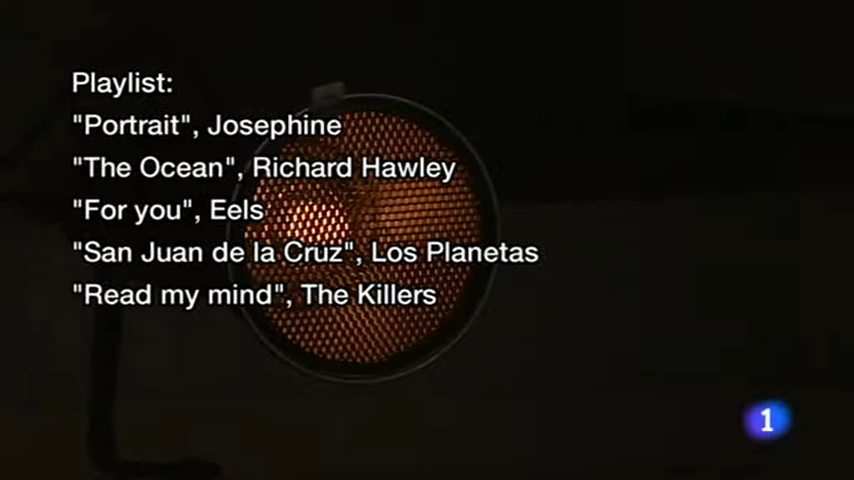 Playlist:
"Portrait", Josephine
"The Ocean", Richard Hawley
"For you", Eels
"San Juan de la Cruz", Los Planetas
"Read my mind", The Killers
1